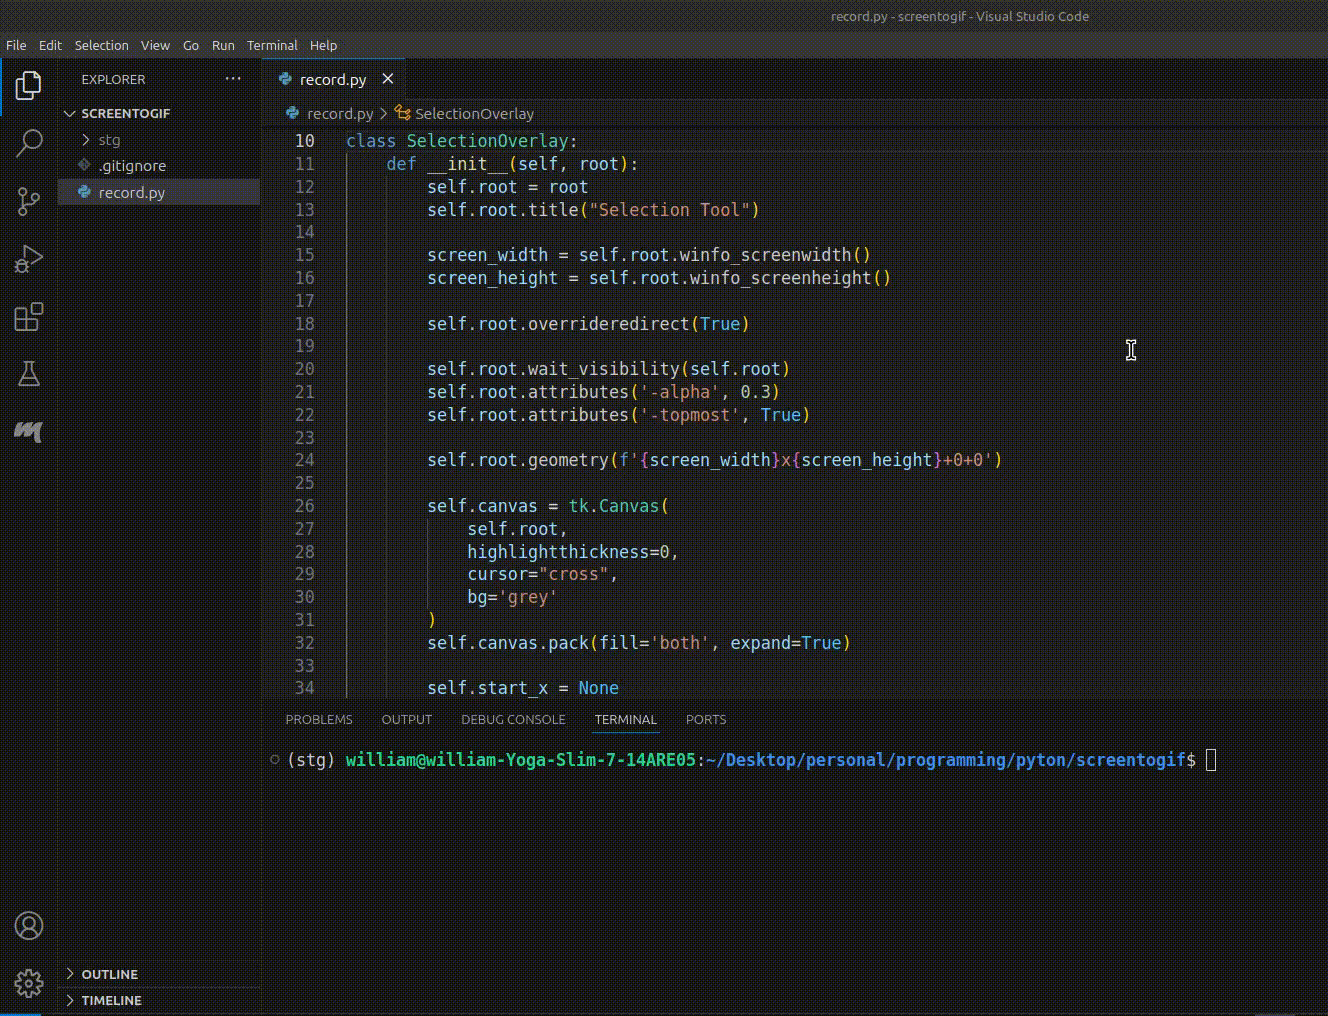 record.py - screentogif - Visual Studio Code
File Edit Selection View Go Run Terminal Help
EXPLORER ···
SCREENTOGIF
stg
.gitignore
record.py
record.py
record.py > SelectionOverlay
10 class SelectionOverlay:
11     def __init__(self, root):
12         self.root = root
13         self.root.title("Selection Tool")
14
15         screen_width = self.root.winfo_screenwidth()
16         screen_height = self.root.winfo_screenheight()
17
18         self.root.overrideredirect(True)
19
20         self.root.wait_visibility(self.root)
21         self.root.attributes('-alpha', 0.3)
22         self.root.attributes('-topmost', True)
23
24         self.root.geometry(f'{screen_width}x{screen_height}+0+0')
25
26         self.canvas = tk.Canvas(
27             self.root,
28             highlightthickness=0,
29             cursor="cross",
30             bg='grey'
31         )
32         self.canvas.pack(fill='both', expand=True)
33
34         self.start_x = None
PROBLEMS OUTPUT DEBUG CONSOLE TERMINAL PORTS
(stg) william@william-Yoga-Slim-7-14ARE05:~/Desktop/personal/programming/pyton/screentogif$
OUTLINE
TIMELINE